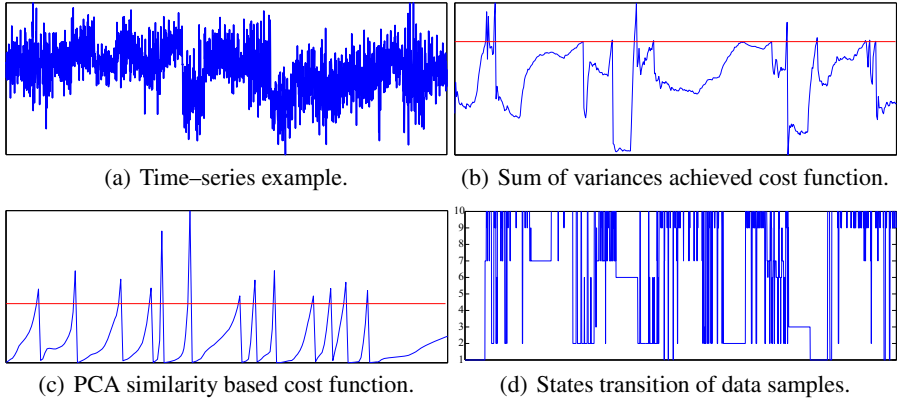 (a) Time–series example.
(b) Sum of variances achieved cost function.
10
9
8
7
6
5
4
3
2
1
(c) PCA similarity based cost function.
(d) States transition of data samples.